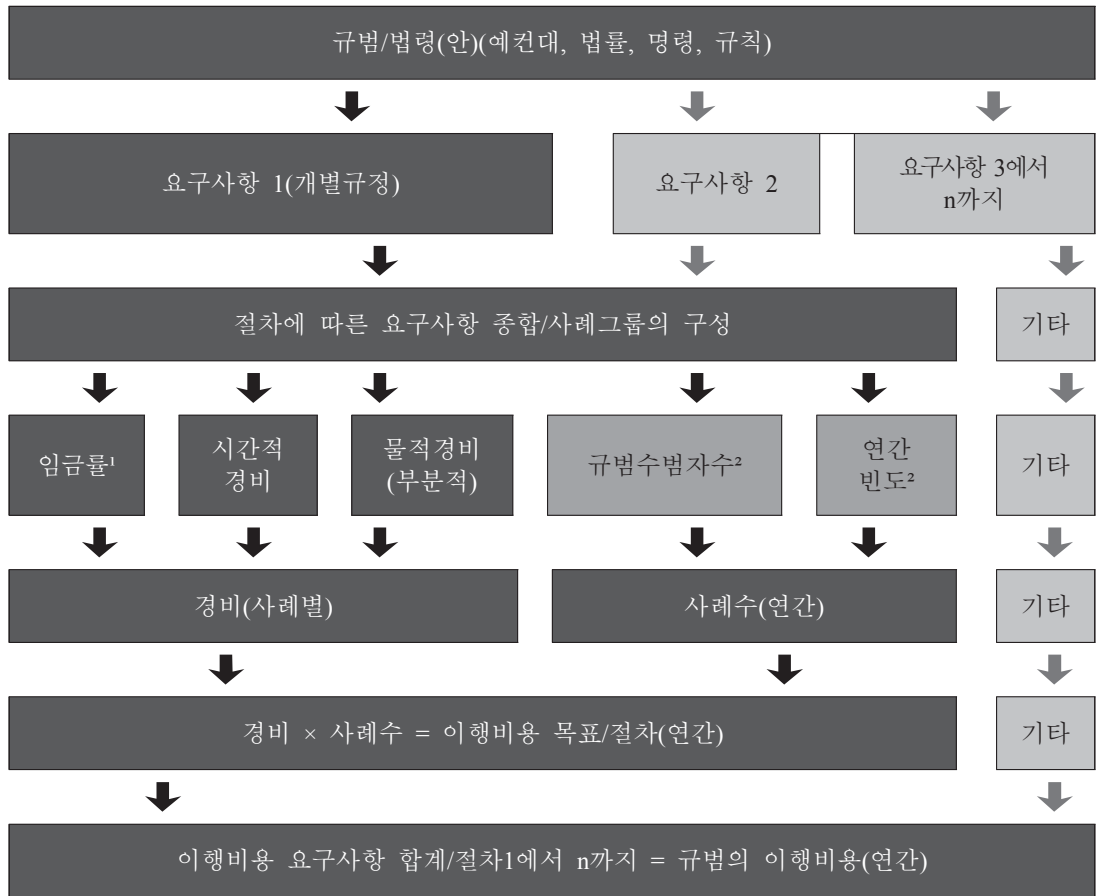 규범/법령(안)(예컨대, 법률, 명령, 규칙)
요구사항 1(개별규정)
요구사항 2
요구사항 3에서
n까지
절차에 따른 요구사항 종합/사례그룹의 구성
기타
임금률¹
시간적
경비
물적경비
(부분적)
규범수범자수²
연간
빈도²
기타
경비(사례별)
사례수(연간)
기타
경비 × 사례수 = 이행비용 목표/절차(연간)
기타
이행비용 요구사항 합계/절차1에서 n까지 = 규범의 이행비용(연간)